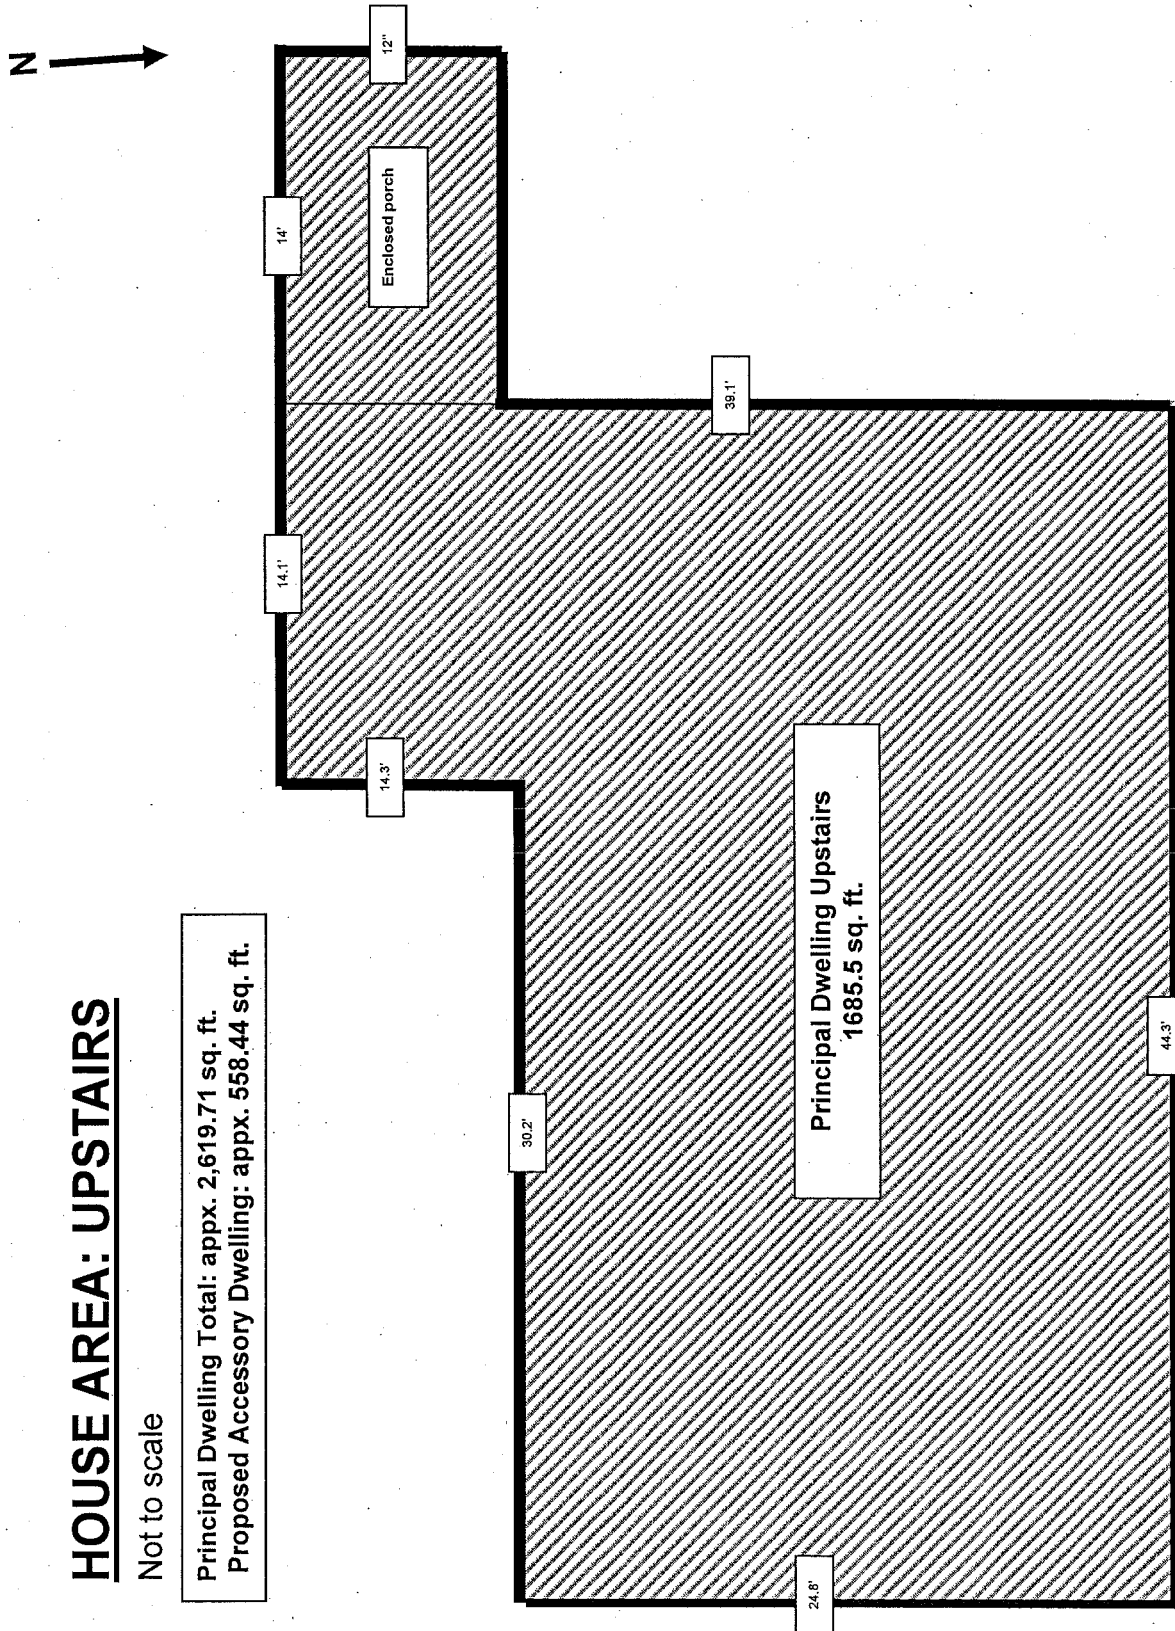 HOUSE AREA: UPSTAIRS
N
Not to scale
Principal Dwelling Total: appx. 2,619.71 sq. ft.
Proposed Accessory Dwelling: appx. 558.44 sq. ft.
14.1'
14'
14.3'
12"
Enclosed porch
30.2'
39.1'
24.8'
Principal Dwelling Upstairs
1685.5 sq. ft.
44.3'